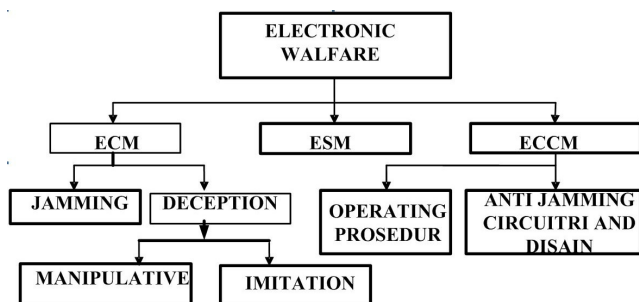 ELECTRONIC
WALFARE
ECM
ESM
ECCM
JAMMING
DECEPTION
OPERATING
PROSEDUR
ANTI JAMMING
CIRCUITRI AND
DISAIN
MANIPULATIVE
IMITATION